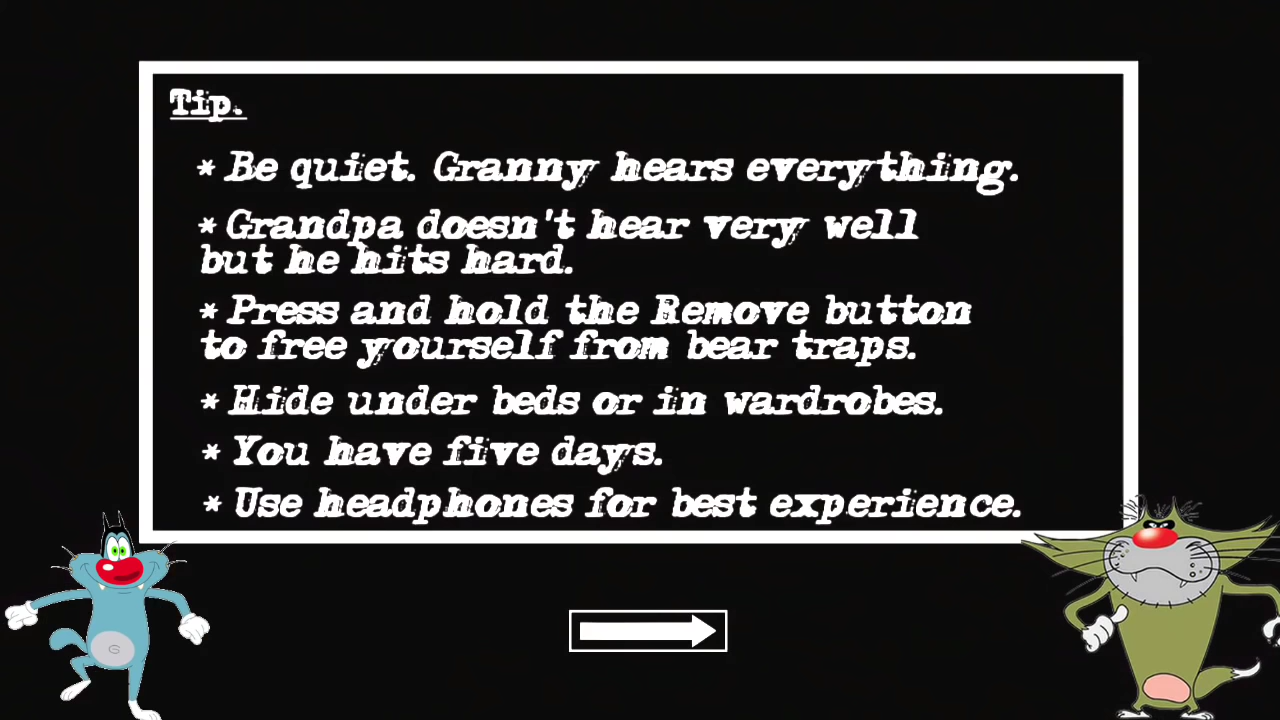 Tip.
* Be quiet. Granny hears everything.
* Grandpa doesn't hear very well
but he hits hard.
* Press and hold the Remove button
to free yourself from bear traps.
* Hide under beds or in wardrobes.
* You have five days.
* Use headphones for best experience.